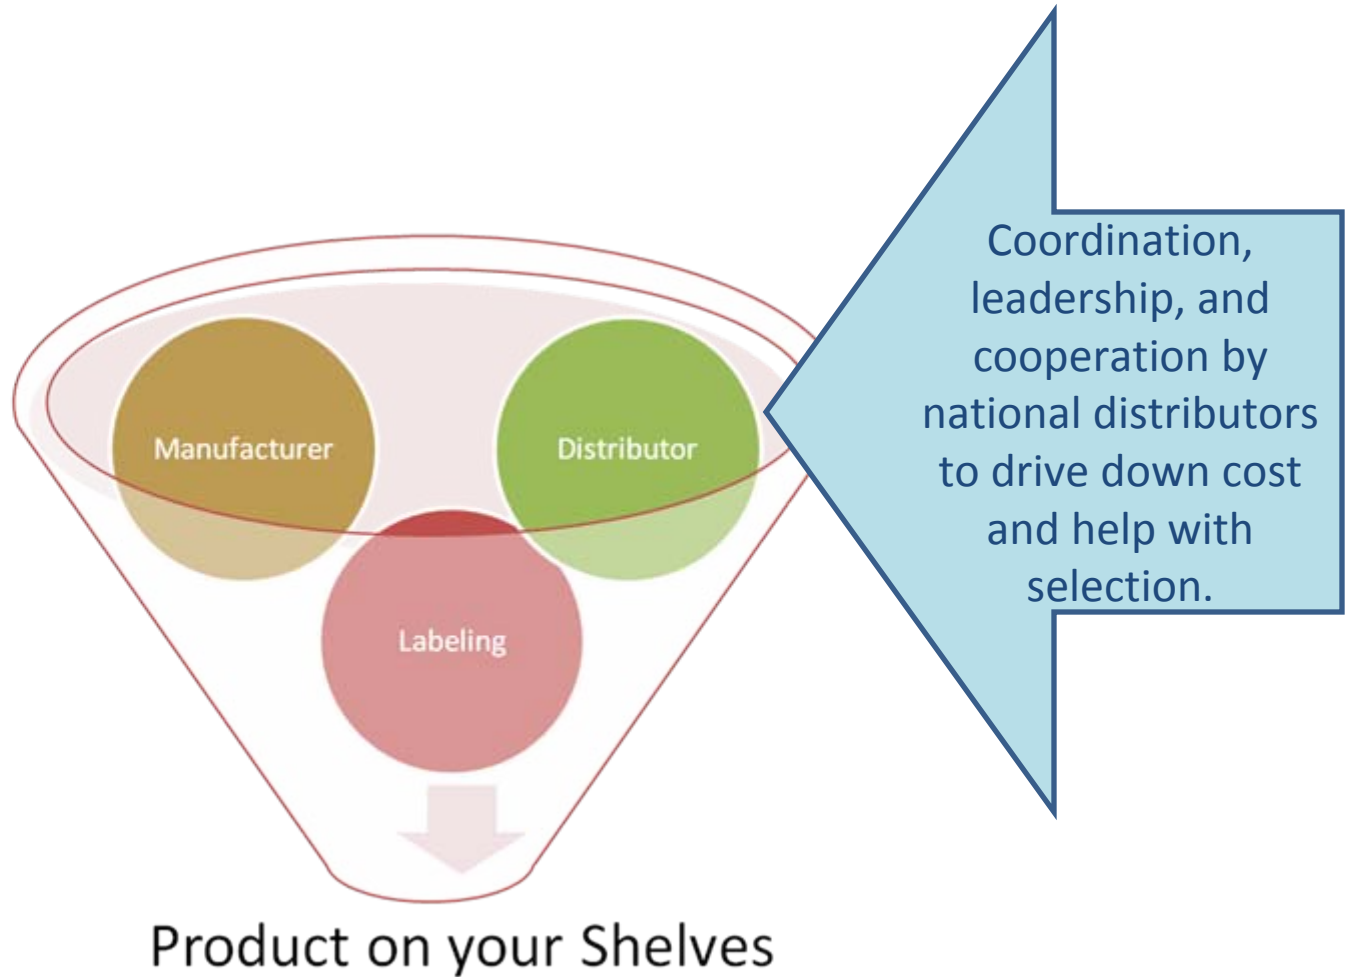 Manufacturer
Distributor
Labeling
Product on your Shelves
Coordination,
leadership, and
cooperation by
national distributors
to drive down cost
and help with
selection.